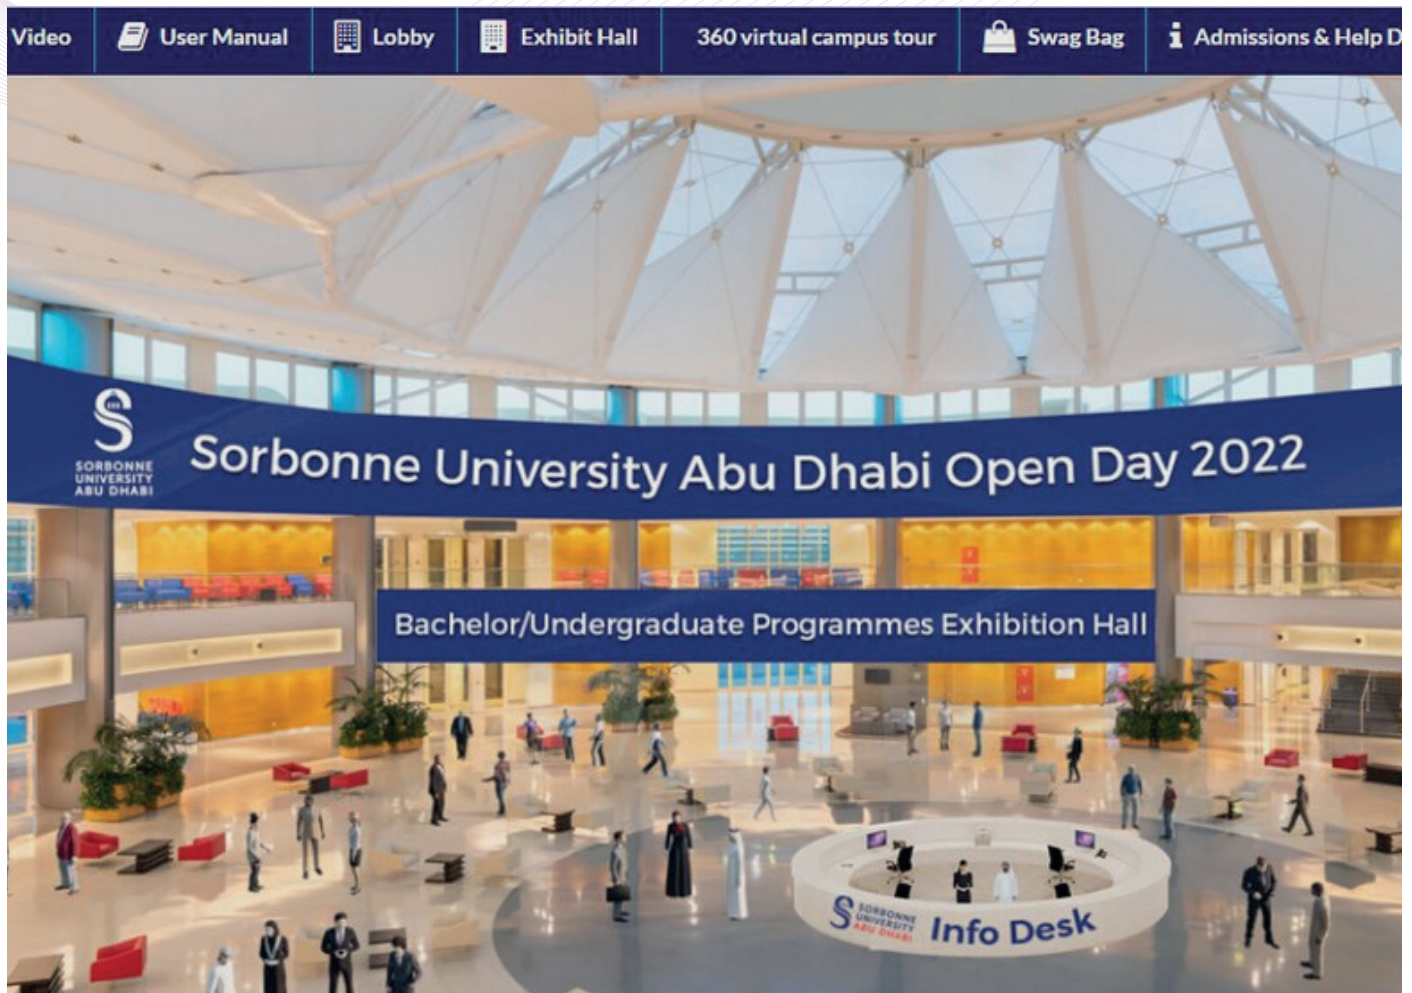 Video
User Manual
Lobby
Exhibit Hall
360 virtual campus tour
Swag Bag
Admissions & Help D
SORBONNE
UNIVERSITY
ABU DHABI
Sorbonne University Abu Dhabi Open Day 2022
Bachelor/Undergraduate Programmes Exhibition Hall
SORBONNE
UNIVERSITY
ABU DHABI
Info Desk